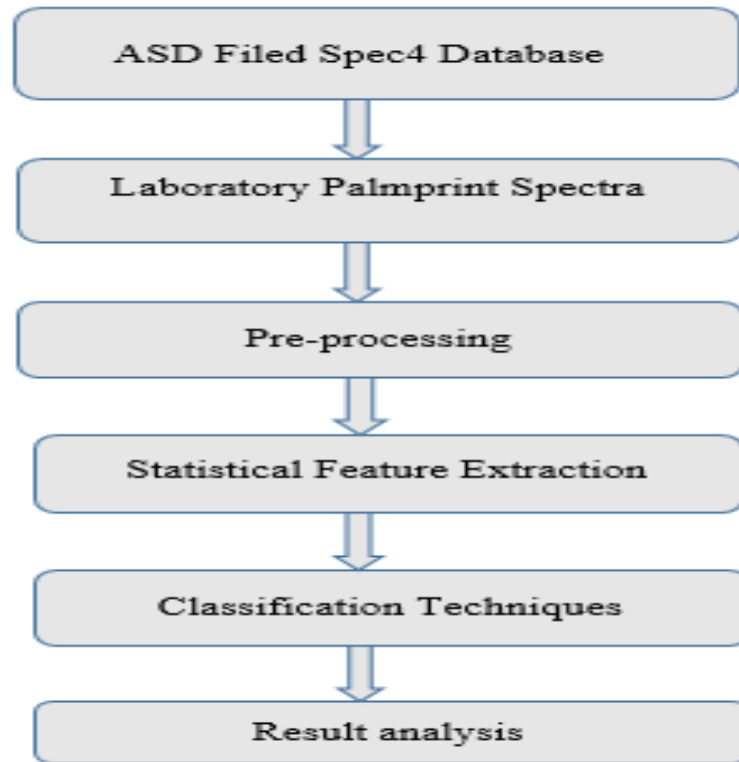 ASD Filed Spec4 Database
Laboratory Palmprint Spectra
Pre-processing
Statistical Feature Extraction
Classification Techniques
Result analysis